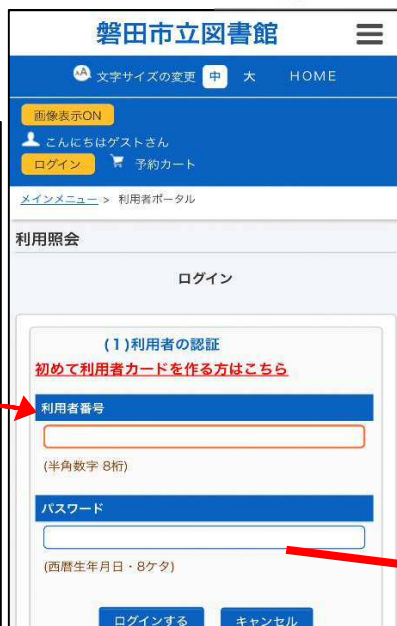 磐田市立図書館
文字サイズの変更 中 大 HOME
画像表示ON
こんにちはゲストさん
ログイン 予約カート
メインメニュー > 利用者ポータル
利用照会
ログイン
(1)利用者の認証
初めて利用者カードを作る方はこちら
利用者番号
(半角数字 8桁)
パスワード
(西暦生年月日・8ケタ)
ログインする キャンセル